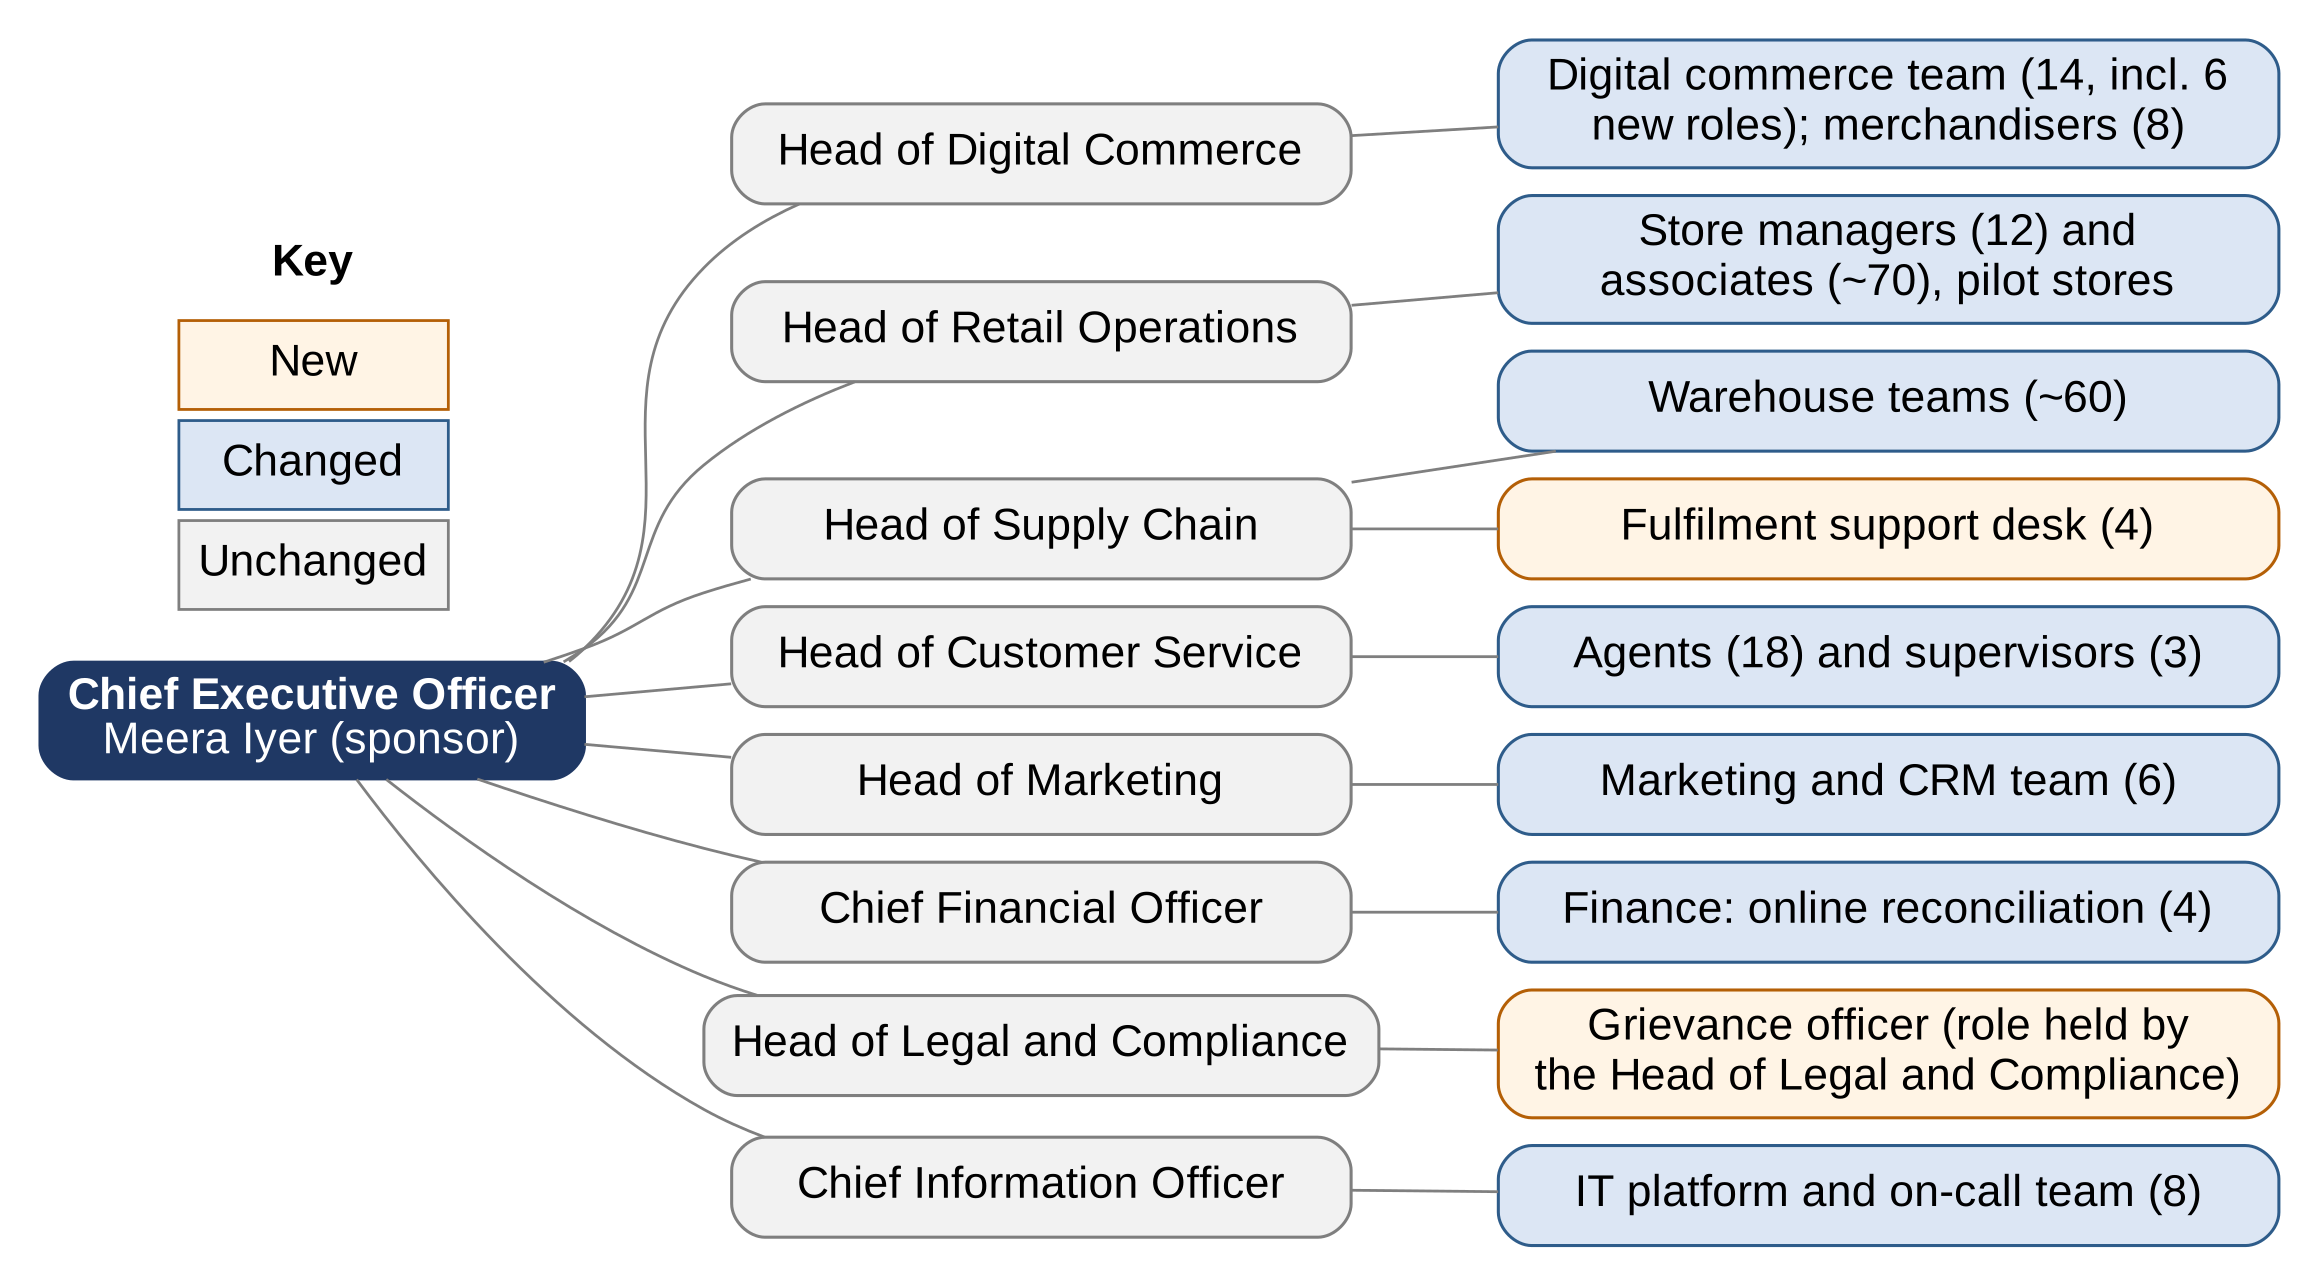 Key
New
Changed
Unchanged
Chief Executive Officer
Meera Iyer (sponsor)
Head of Digital Commerce
Head of Retail Operations
Head of Supply Chain
Head of Customer Service
Head of Marketing
Chief Financial Officer
Head of Legal and Compliance
Chief Information Officer
Digital commerce team (14, incl. 6
new roles); merchandisers (8)
Store managers (12) and
associates (~70), pilot stores
Warehouse teams (~60)
Fulfilment support desk (4)
Agents (18) and supervisors (3)
Marketing and CRM team (6)
Finance: online reconciliation (4)
Grievance officer (role held by
the Head of Legal and Compliance)
IT platform and on-call team (8)